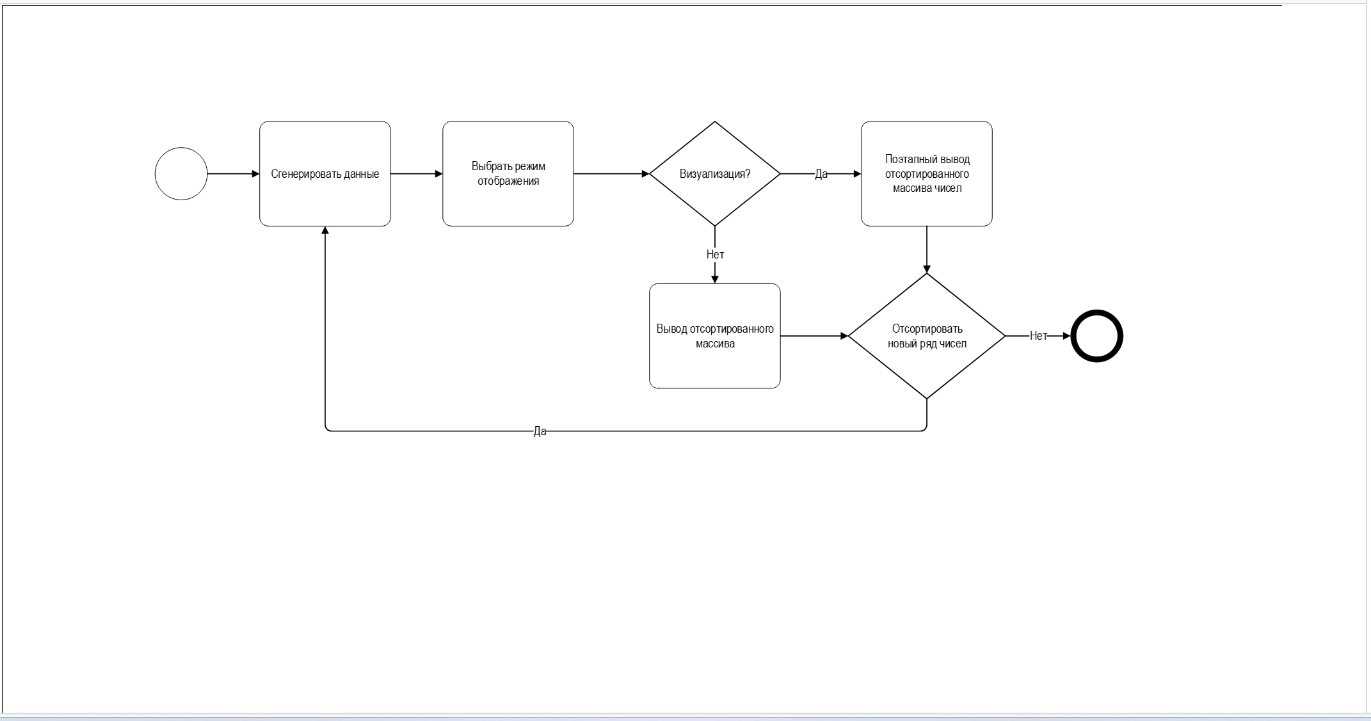 Сгенерировать данные
Выбрать режим
отображения
Визуализация?
Да
Поэтапный вывод
отсортированного
массива чисел
Нет
Вывод отсортированного
массива
Отсортировать
новый ряд чисел
Нет
Да